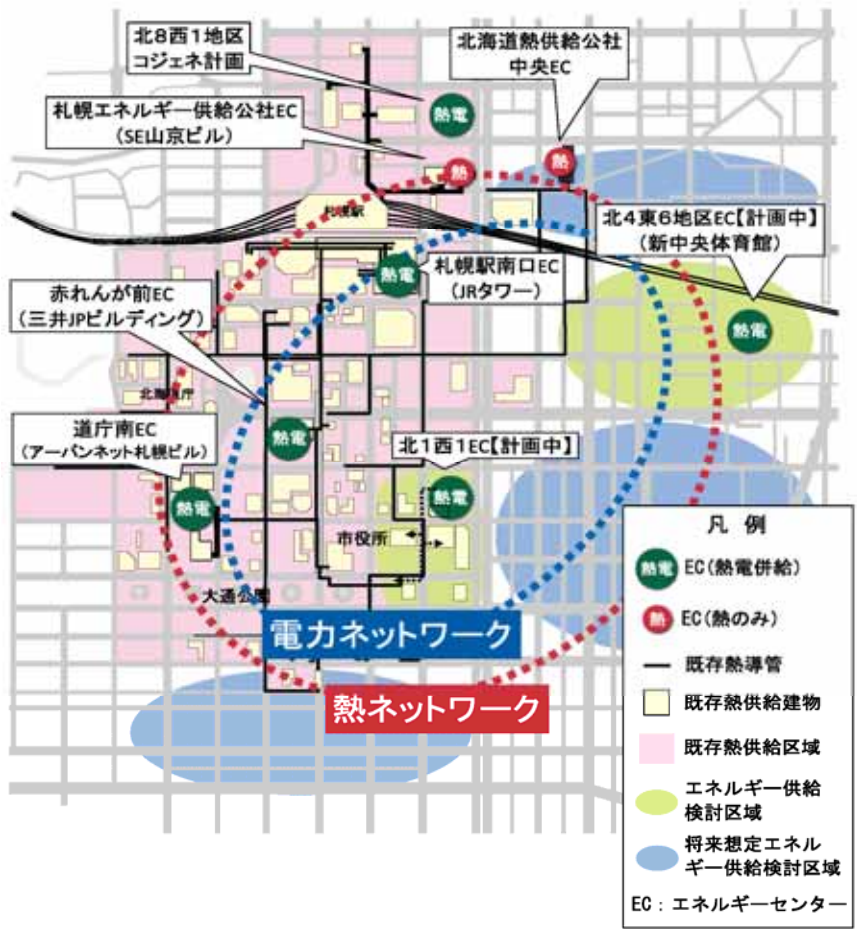 北8西1地区
コジェネ計画
北海道熱供給公社
中央EC
札幌エネルギー供給公社EC
(SE山京ビル)
熱電
熱
熱
札幌駅
北4東6地区EC【計画中】
(新中央体育館)
札幌駅南口EC
(JRタワー)
熱電
赤れんが前EC
(三井JPビルディング)
熱電
北海道庁
道庁南EC
(アーバンネット札幌ビル)
熱電
北1西1EC【計画中】
熱電
熱電
市役所
大通公園
電力ネットワーク
熱ネットワーク
凡 例
熱電 EC(熱電併給)
熱 EC(熱のみ)
既存熱導管
既存熱供給建物
既存熱供給区域
エネルギー供給
検討区域
将来想定エネル
ギー供給検討区域
EC:エネルギーセンター